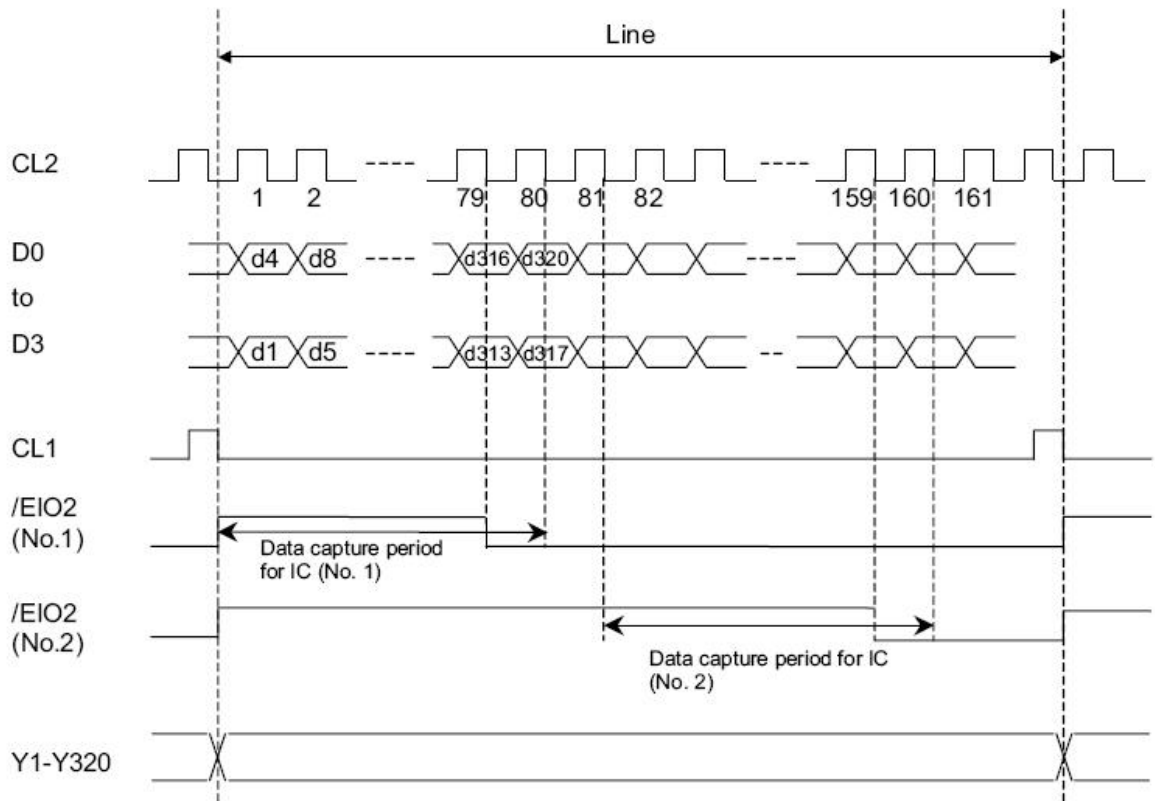 Line
CL2
1 2 79 80 81 82 159 160 161
D0
d4 d8 d316 d320
to
D3
d1 d5 d313 d317
CL1
/EIO2
(No.1)
Data capture period
for IC (No. 1)
/EIO2
(No.2)
Data capture period for IC
(No. 2)
Y1-Y320